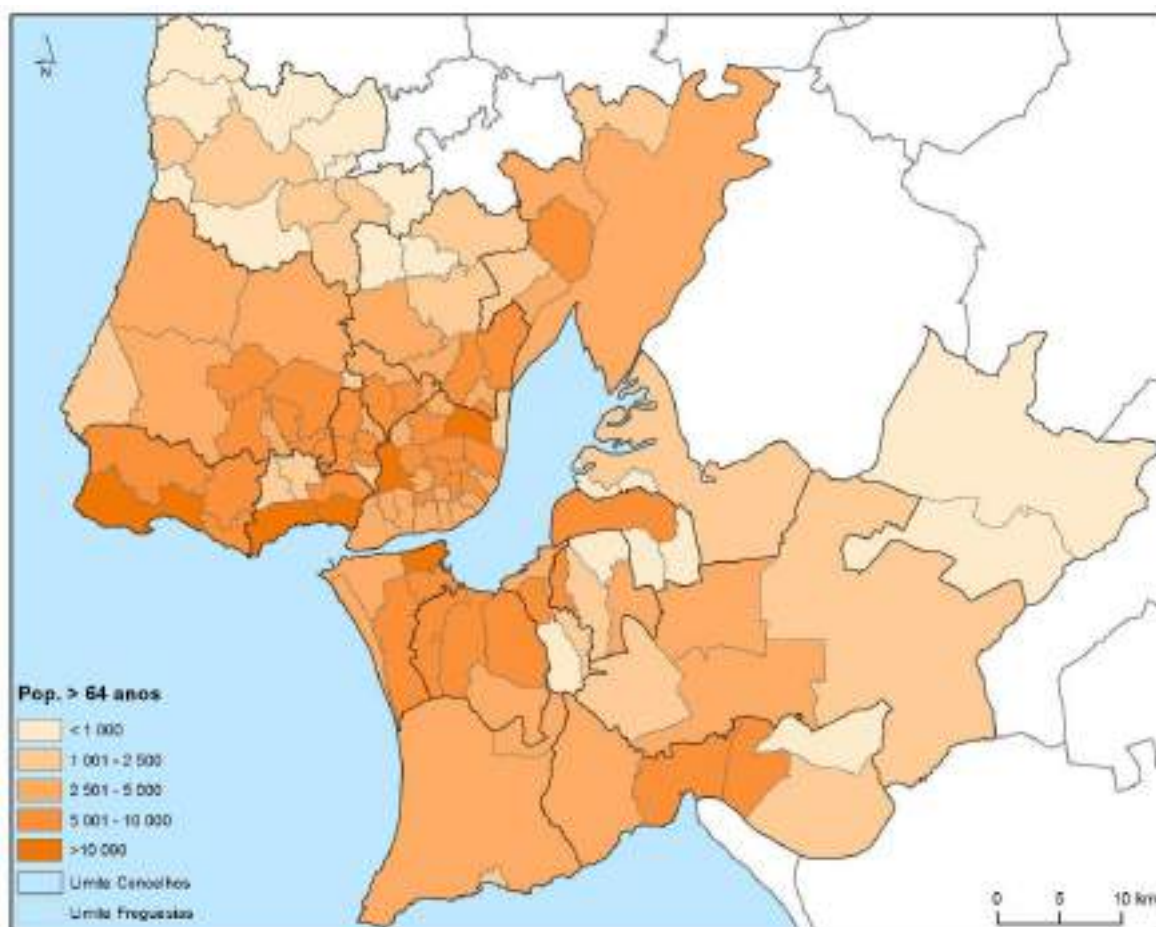 N
Pop. > 64 anos
< 1 000
1 001 - 2 500
2 501 - 5 000
5 001 - 10 000
>10 000
Limite Concelhos
Limite Freguesias
0 5 10 km